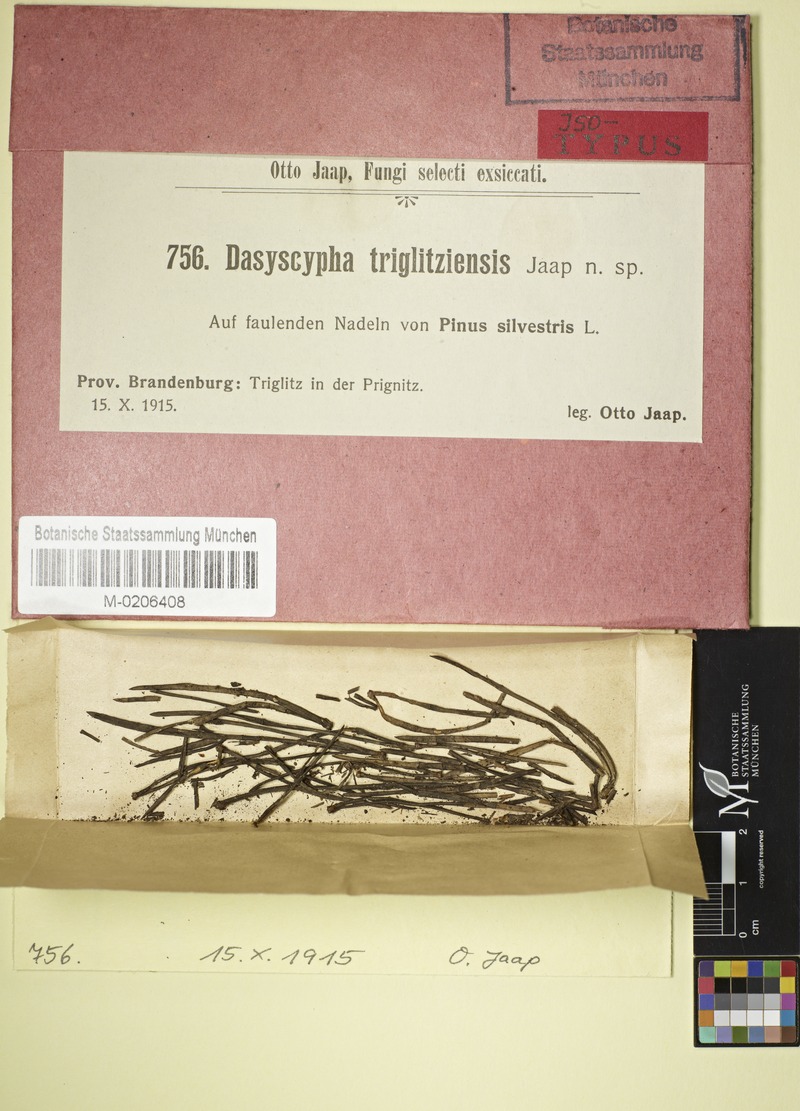 Botanische
Staatssammlung
München
Iso-
TYPUS
Otto Jaap, Fungi selecti exsiccati.
756. Dasyscypha triglitziensis Jaap n. sp.
Auf faulenden Nadeln von Pinus silvestris L.
Prov. Brandenburg: Triglitz in der Prignitz.
15. X. 1915.
leg. Otto Jaap.
Botanische Staatssammlung München
M-0206408
BOTANISCHE
STAATSSAMMLUNG
MÜNCHEN
M
copyright reserved
2
1
0
cm
756. 15. X. 1915 O. Jaap